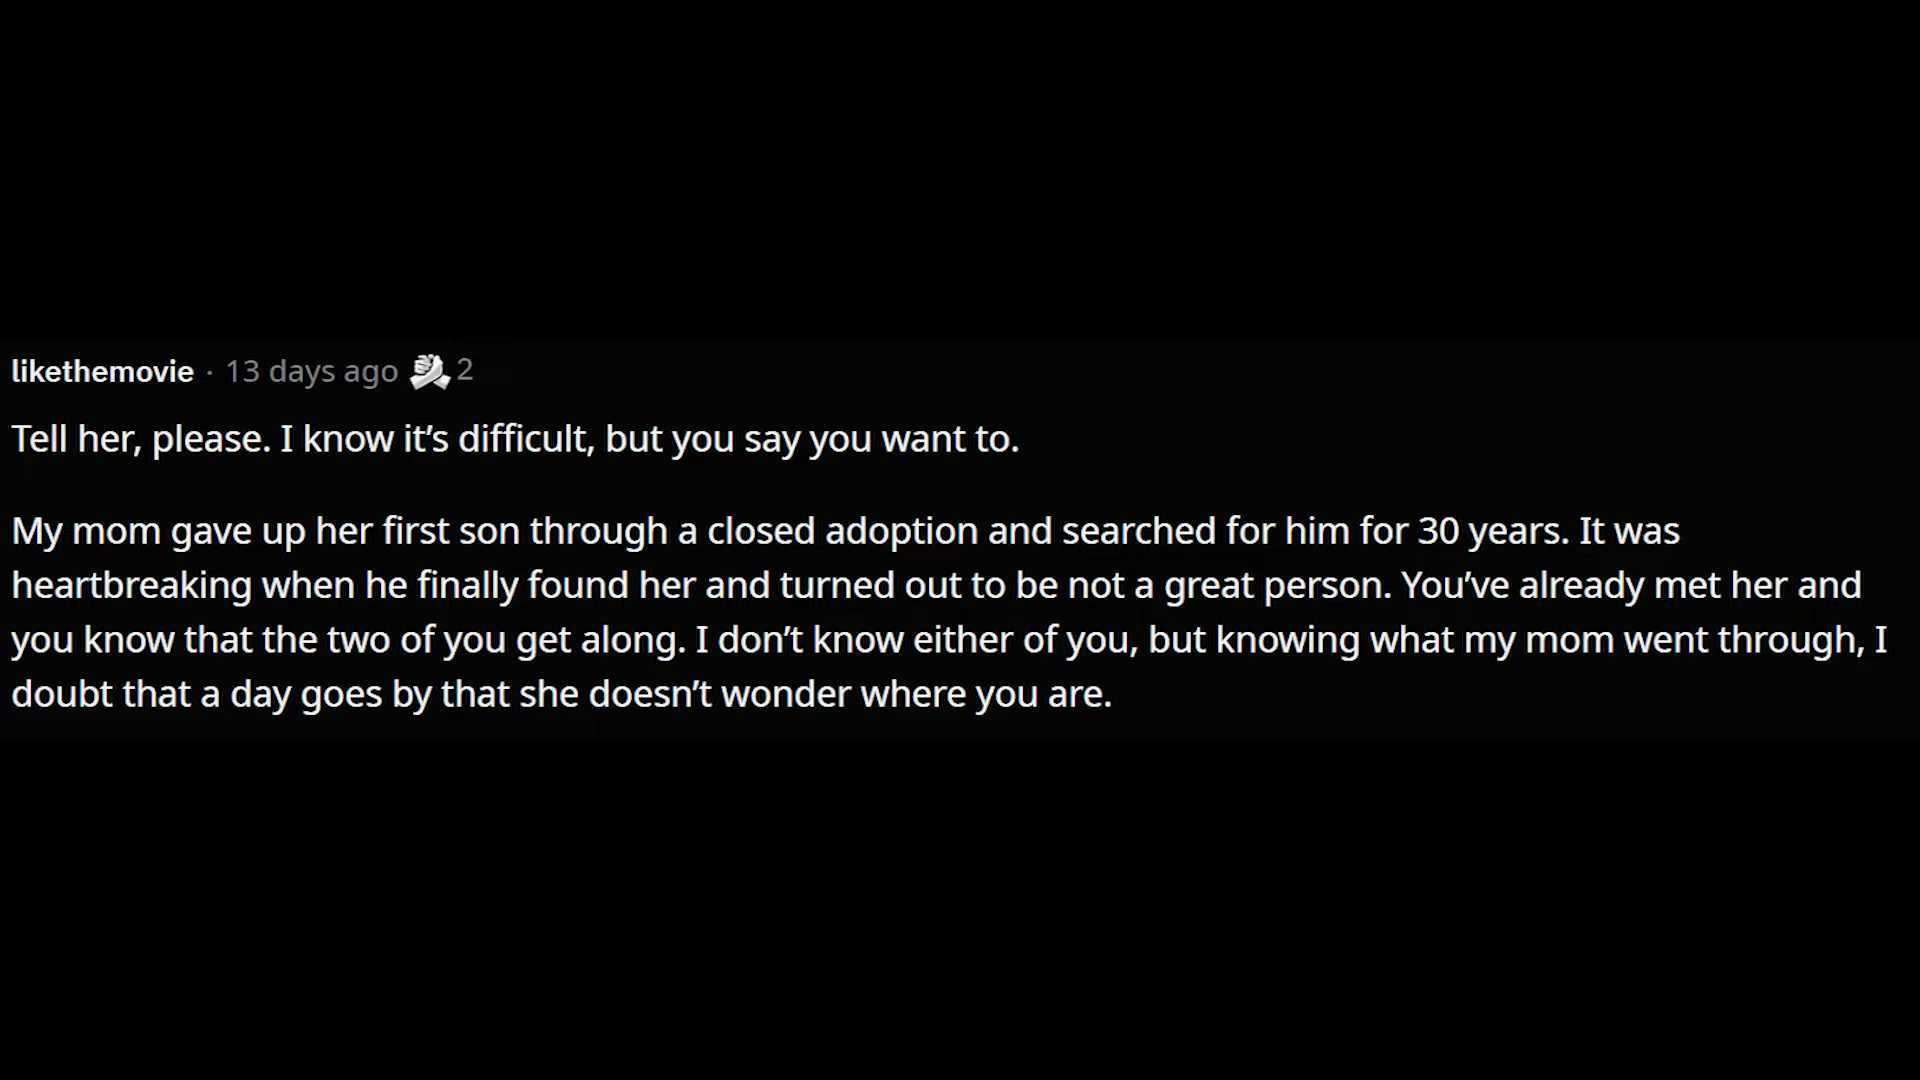 likethemovie · 13 days ago 2
Tell her, please. I know it’s difficult, but you say you want to.
My mom gave up her first son through a closed adoption and searched for him for 30 years. It was
heartbreaking when he finally found her and turned out to be not a great person. You’ve already met her and
you know that the two of you get along. I don’t know either of you, but knowing what my mom went through, I
doubt that a day goes by that she doesn’t wonder where you are.